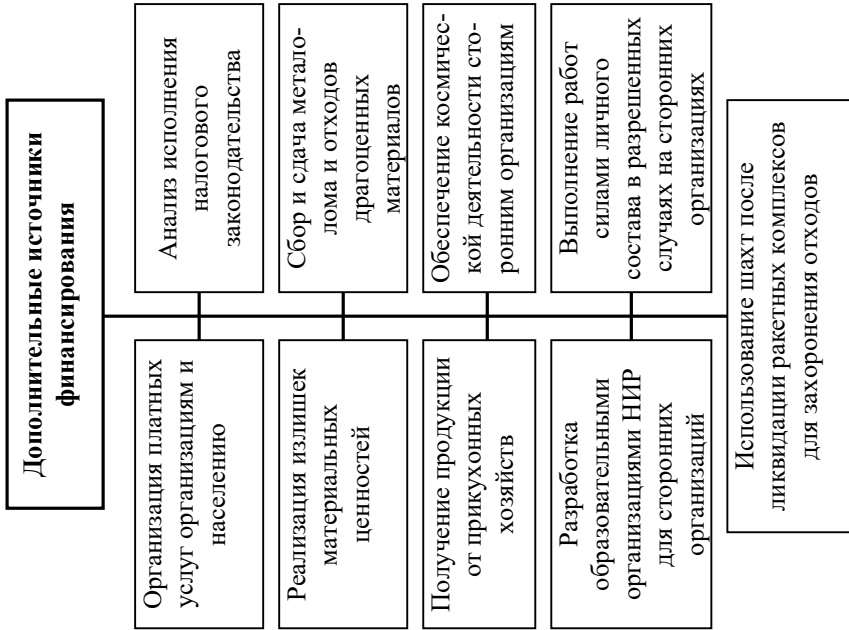 Дополнительные источники
финансирования
Организация платных
услуг организациям и
населению
Анализ исполнения
налогового
законодательства
Реализация излишек
материальных
ценностей
Сбор и сдача метало-
лома и отходов
драгоценных
материалов
Получение продукции
от прикухонных
хозяйств
Обеспечение космичес-
кой деятельности сто-
ронним организациям
Разработка
образовательными
организациями НИР
для сторонних
организаций
Выполнение работ
силами личного
состава в разрешенных
случаях на сторонних
организациях
Использование шахт после
ликвидации ракетных комплексов
для захоронения отходов